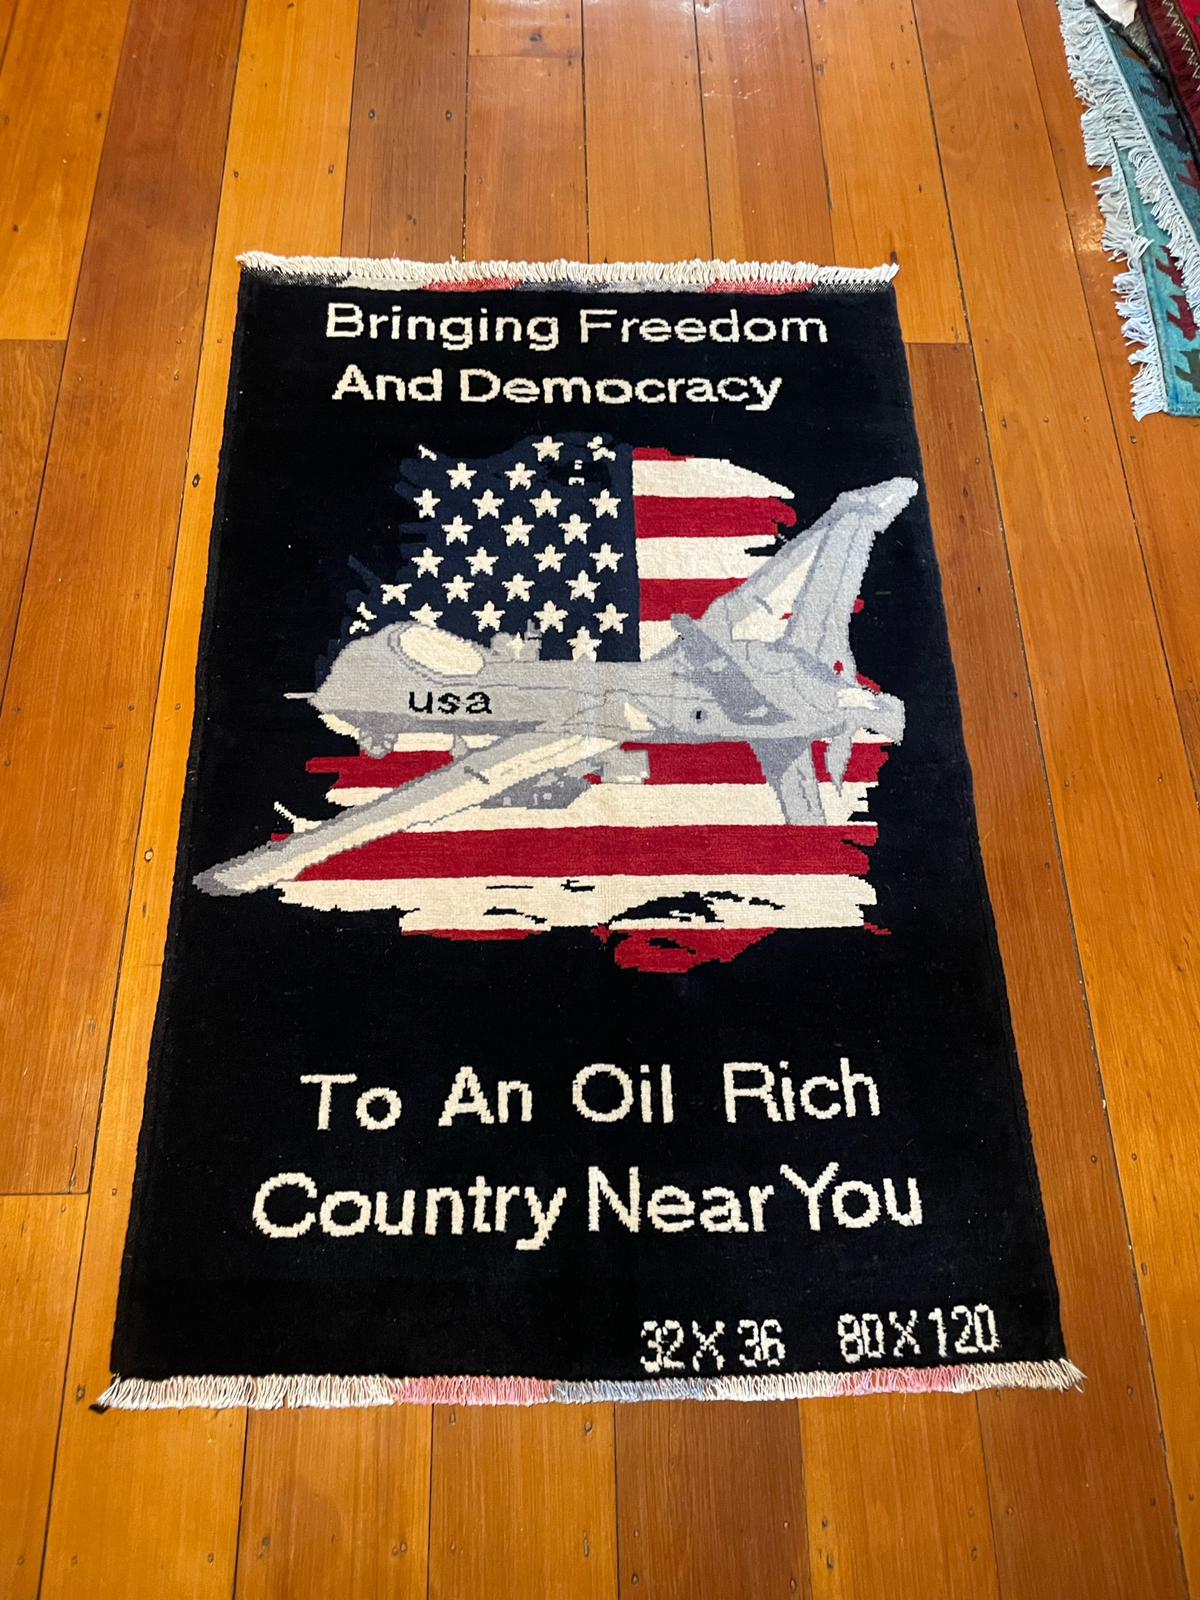 Bringing Freedom
And Democracy
usa
To An Oil Rich
Country Near You
32X36 80X120